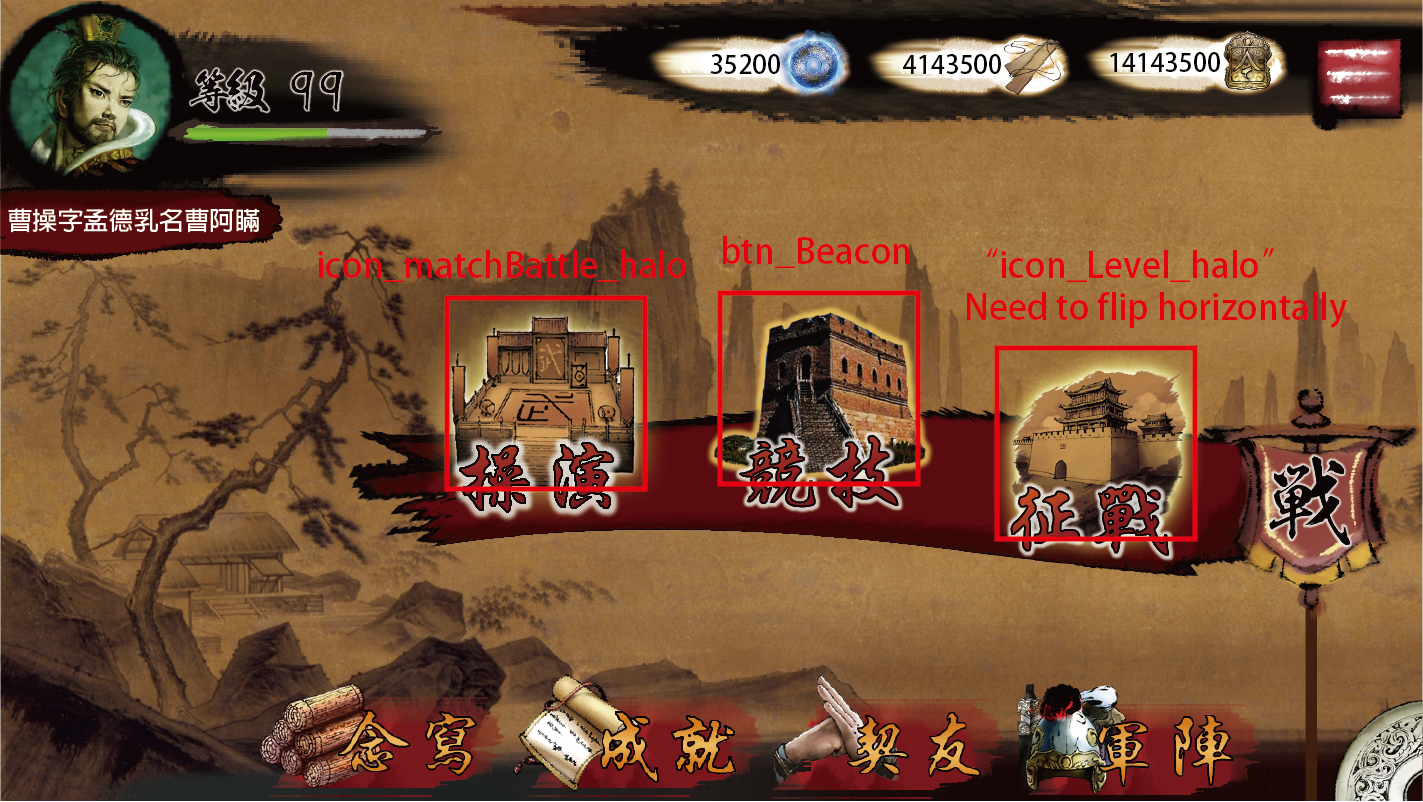 等級 99
35200
4143500
14143500
曹操字孟德乳名曹阿瞞
icon_matchBattle_halo
btn_Beacon
“icon_Level_halo”
Need to flip horizontally
武
操演
競技
征戰
戰
念寫
成就
契友
軍陣